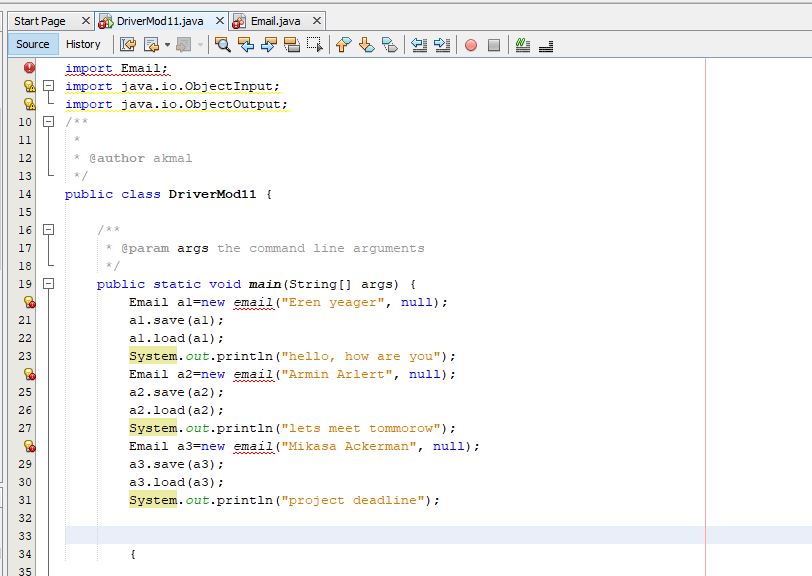 Start Page DriverMod11.java Email.java
Source History
import Email;
import java.io.ObjectInput;
import java.io.ObjectOutput;
10 /**
11 *
12 * @author akmal
13 */
14 public class DriverMod11 {
15
16 /**
17 * @param args the command line arguments
18 */
19 public static void main(String[] args) {
Email a1=new email("Eren yeager", null);
21 a1.save(a1);
22 a1.load(a1);
23 System.out.println("hello, how are you");
Email a2=new email("Armin Arlert", null);
25 a2.save(a2);
26 a2.load(a2);
27 System.out.println("lets meet tommorow");
Email a3=new email("Mikasa Ackerman", null);
29 a3.save(a3);
30 a3.load(a3);
31 System.out.println("project deadline");
32
33
34 {
35